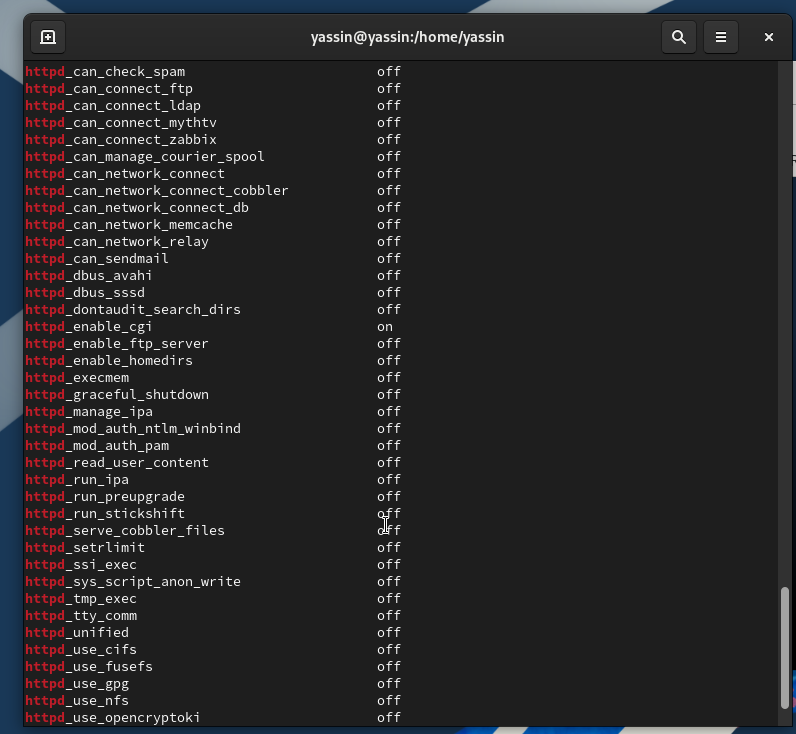 yassin@yassin:/home/yassin
httpd_can_check_spam off
httpd_can_connect_ftp off
httpd_can_connect_ldap off
httpd_can_connect_mythtv off
httpd_can_connect_zabbix off
httpd_can_manage_courier_spool off
httpd_can_network_connect off
httpd_can_network_connect_cobbler off
httpd_can_network_connect_db off
httpd_can_network_memcache off
httpd_can_network_relay off
httpd_can_sendmail off
httpd_dbus_avahi off
httpd_dbus_sssd off
httpd_dontaudit_search_dirs off
httpd_enable_cgi on
httpd_enable_ftp_server off
httpd_enable_homedirs off
httpd_execmem off
httpd_graceful_shutdown off
httpd_manage_ipa off
httpd_mod_auth_ntlm_winbind off
httpd_mod_auth_pam off
httpd_read_user_content off
httpd_run_ipa off
httpd_run_preupgrade off
httpd_run_stickshift off
httpd_serve_cobbler_files off
httpd_setrlimit off
httpd_ssi_exec off
httpd_sys_script_anon_write off
httpd_tmp_exec off
httpd_tty_comm off
httpd_unified off
httpd_use_cifs off
httpd_use_fusefs off
httpd_use_gpg off
httpd_use_nfs off
httpd_use_opencryptoki off